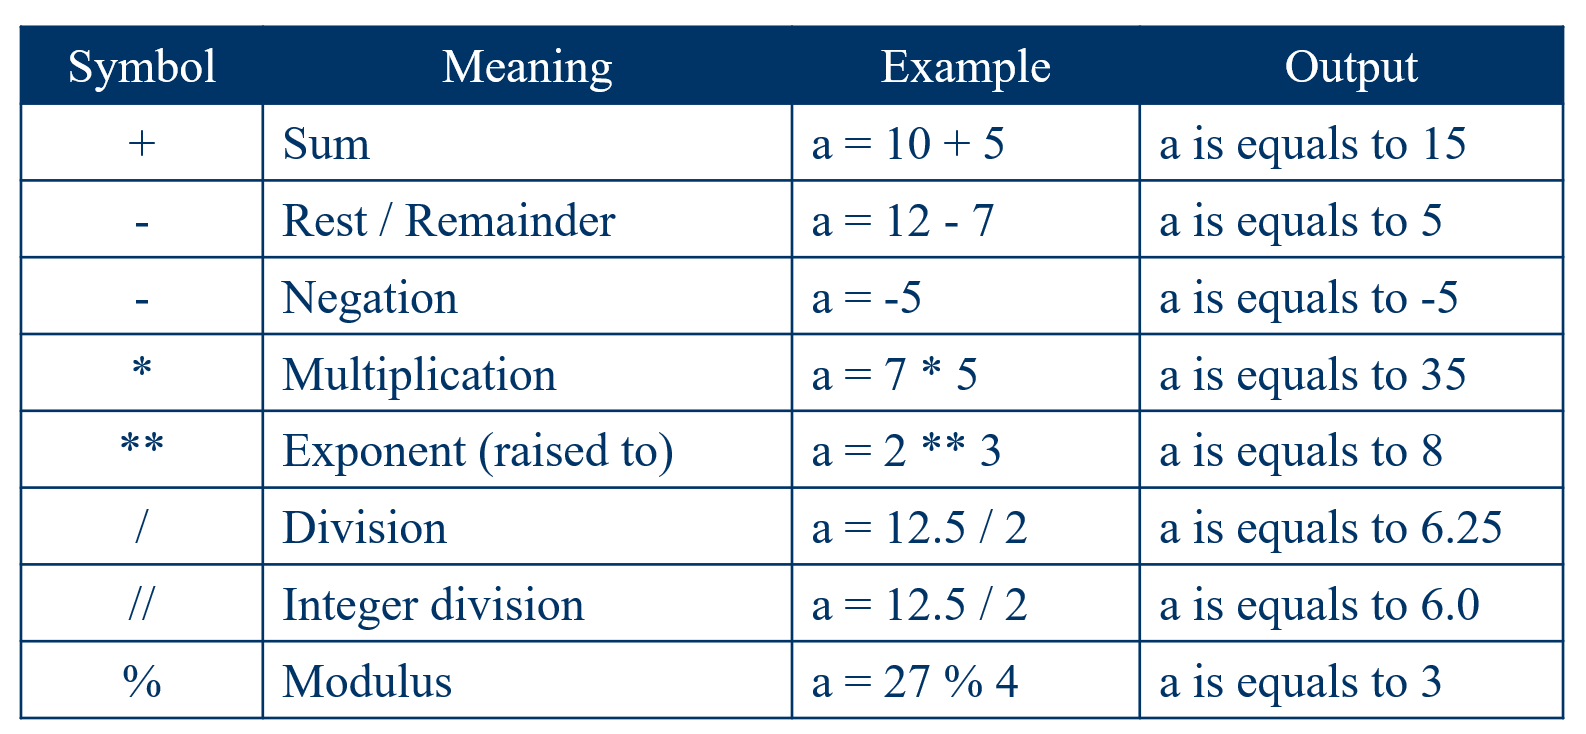 Symbol Meaning Example Output
+ Sum a = 10 + 5 a is equals to 15
- Rest / Remainder a = 12 - 7 a is equals to 5
- Negation a = -5 a is equals to -5
* Multiplication a = 7 * 5 a is equals to 35
** Exponent (raised to) a = 2 ** 3 a is equals to 8
/ Division a = 12.5 / 2 a is equals to 6.25
// Integer division a = 12.5 / 2 a is equals to 6.0
% Modulus a = 27 % 4 a is equals to 3